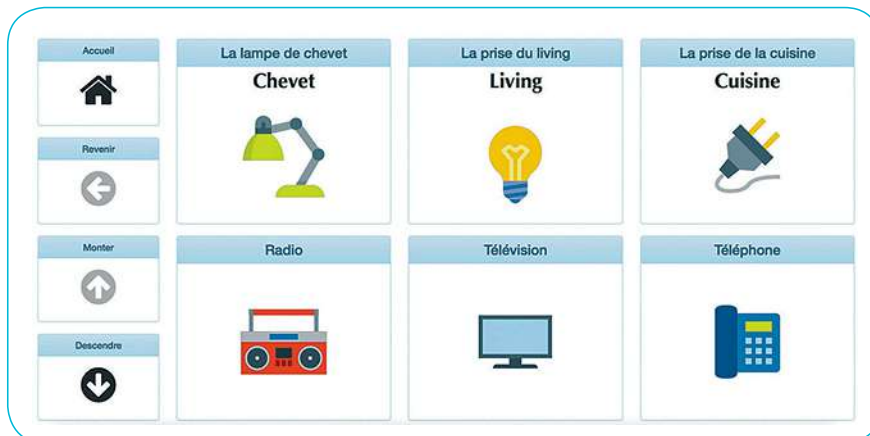 Accueil
Revenir
Monter
Descendre
La lampe de chevet
Chevet
La prise du living
Living
La prise de la cuisine
Cuisine
Radio
Télévision
Téléphone